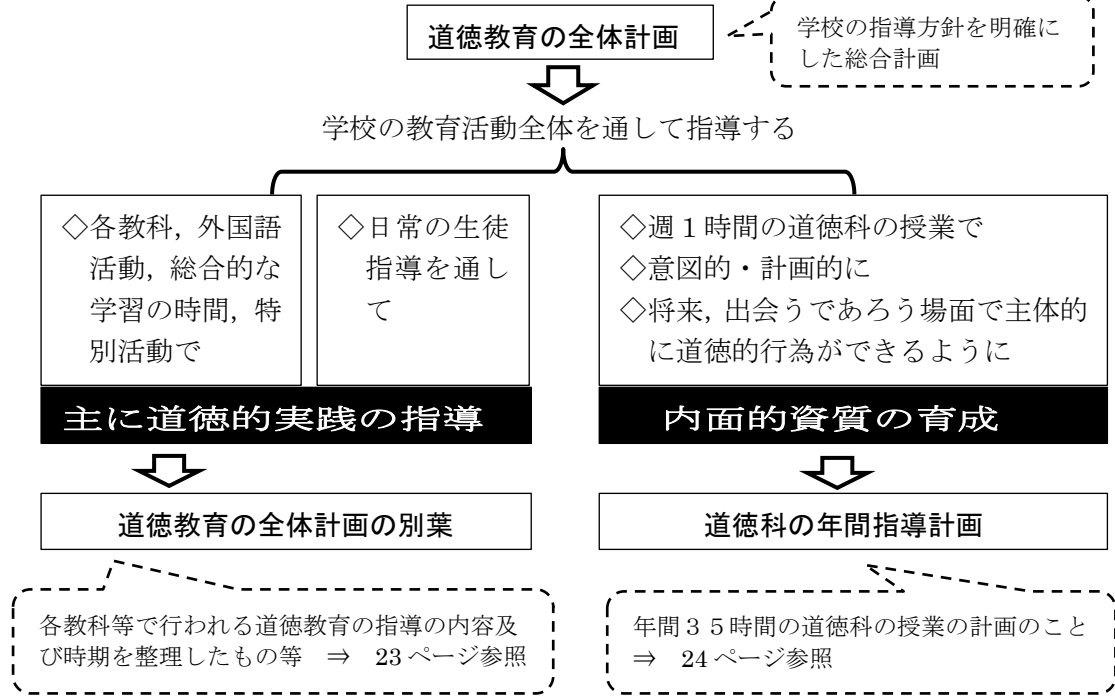 道徳教育の全体計画
学校の指導方針を明確に
した総合計画
学校の教育活動全体を通して指導する
◇各教科，外国語
活動，総合的な
学習の時間，特
別活動で
◇日常の生徒
指導を通し
て
◇週１時間の道徳科の授業で
◇意図的・計画的に
◇将来，出会うであろう場面で主体的
に道徳的行為ができるように
主に道徳的実践の指導
内面的資質の育成
道徳教育の全体計画の別葉
道徳科の年間指導計画
各教科等で行われる道徳教育の指導の内容及
び時期を整理したもの等　⇒　23ページ参照
年間３５時間の道徳科の授業の計画のこと
⇒　24ページ参照